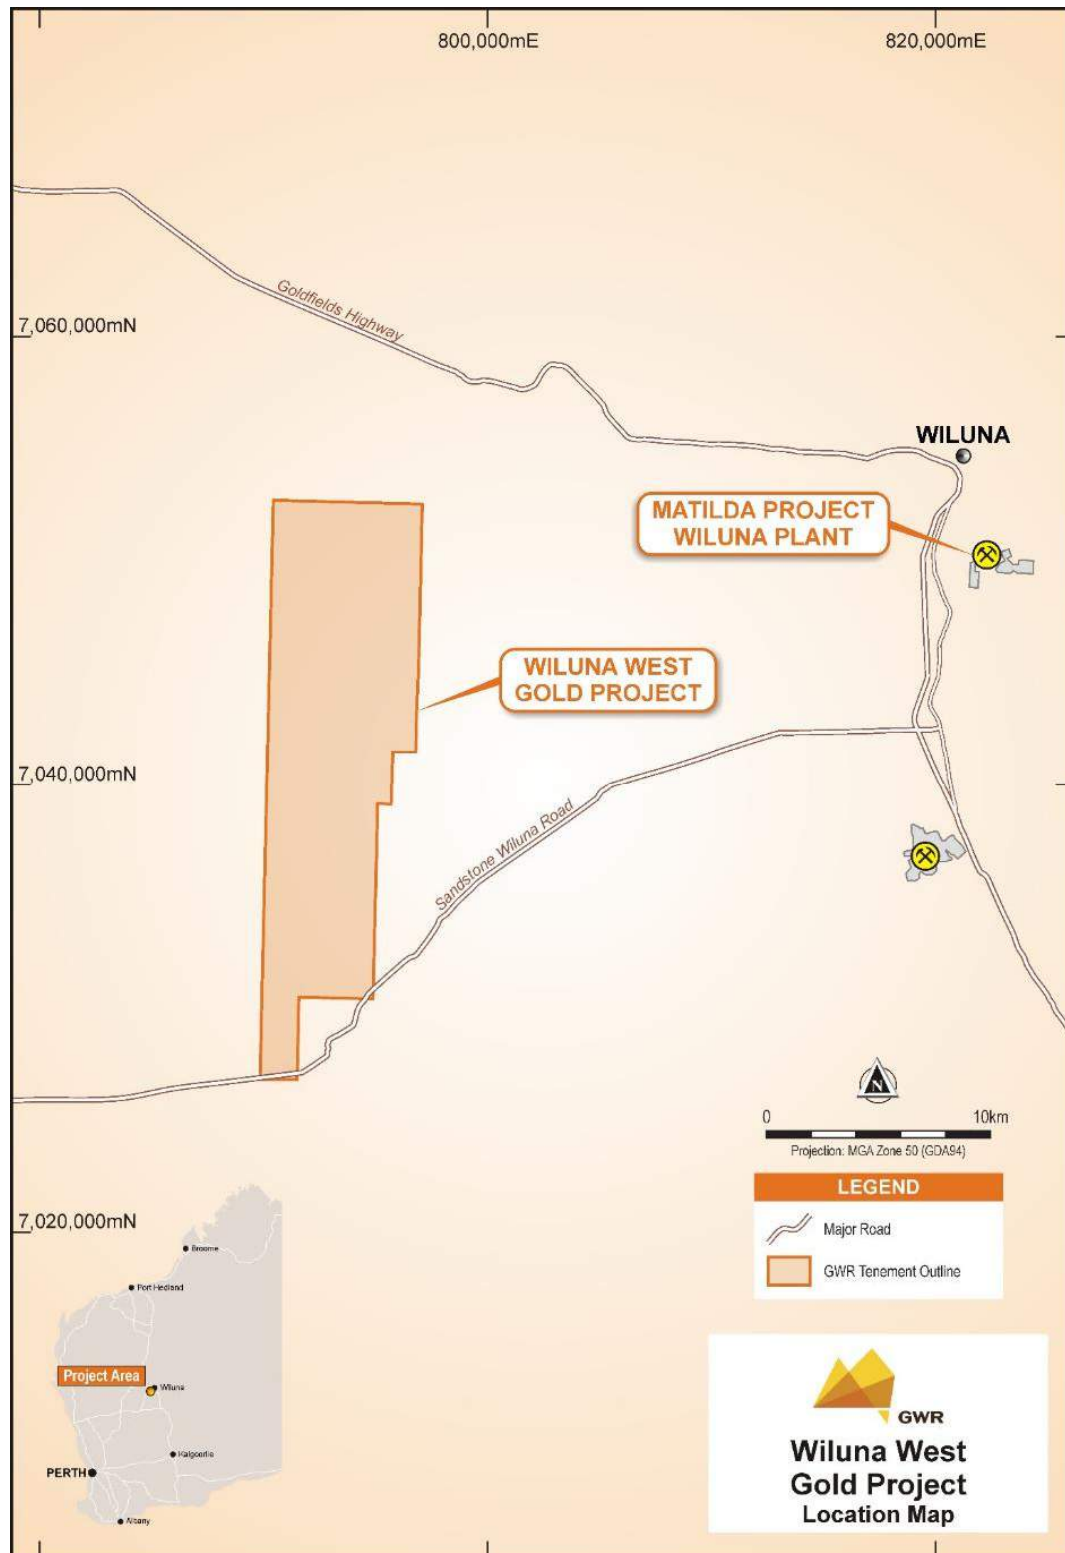 800,000mE
820,000mE
Goldfields Highway
7,060,000mN
WILUNA
MATILDA PROJECT
WILUNA PLANT
WILUNA WEST
GOLD PROJECT
7,040,000mN
Sandstone Wiluna Road
N
0 10km
Projection: MGA Zone 50 (GDA94)
LEGEND
Major Road
GWR Tenement Outline
7,020,000mN
Broome
Port Hedland
Project Area
Wiluna
Kalgoorlie
PERTH
Albany
GWR
Wiluna West
Gold Project
Location Map